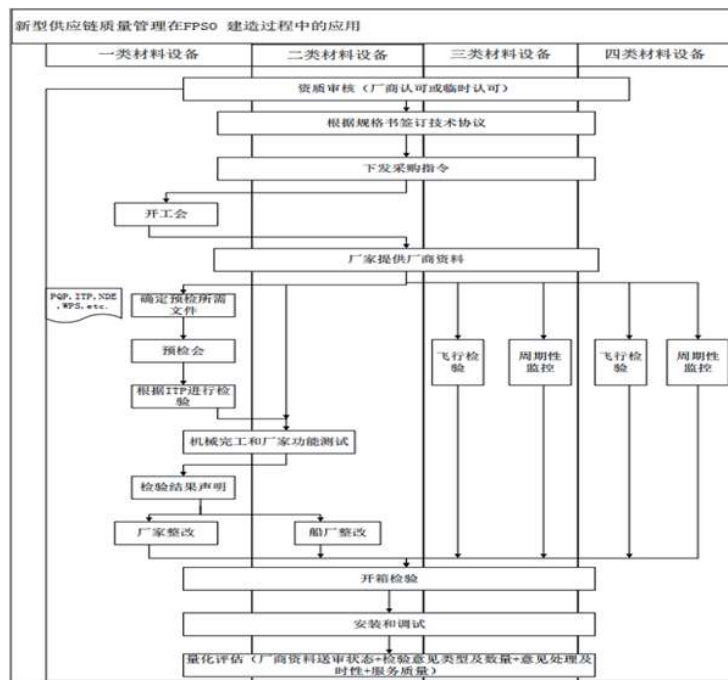 新型供应链质量管理在FPSO 建造过程中的应用
一类材料设备
二类材料设备
三类材料设备
四类材料设备
资质审核（厂商认可或临时认可）
根据规格书签订技术协议
下发采购指令
开工会
厂家提供厂商资料
PQP,ITP,NDE
,WPS,etc.
确定预检所需
文件
预检会
根据ITP进行检
验
飞行检
验
周期性
监控
飞行检
验
周期性
监控
机械完工和厂家功能测试
检验结果声明
厂家整改
船厂整改
开箱检验
安装和调试
量化评估（厂商资料送审状态+检验意见类型及数量+意见处理及
时性+服务质量）